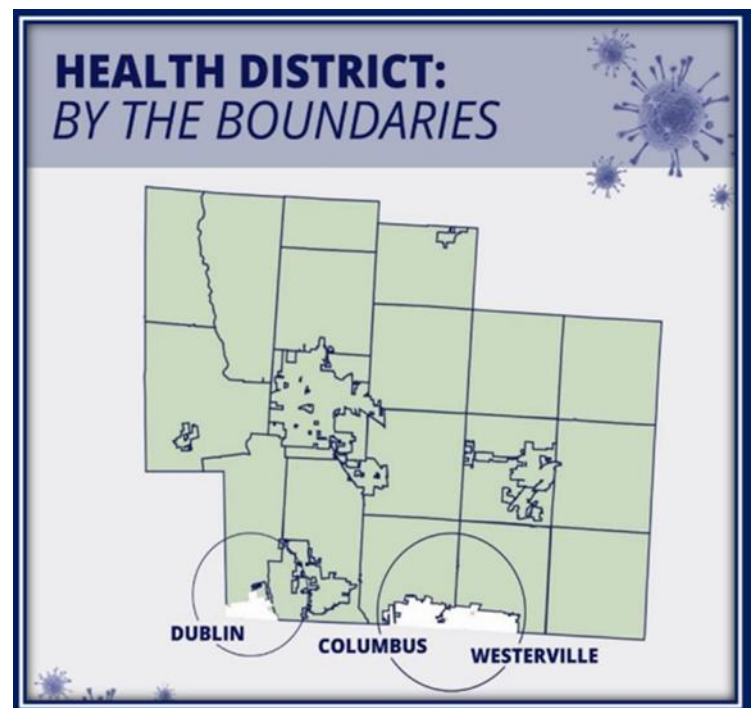 HEALTH DISTRICT:
BY THE BOUNDARIES
DUBLIN
COLUMBUS
WESTERVILLE